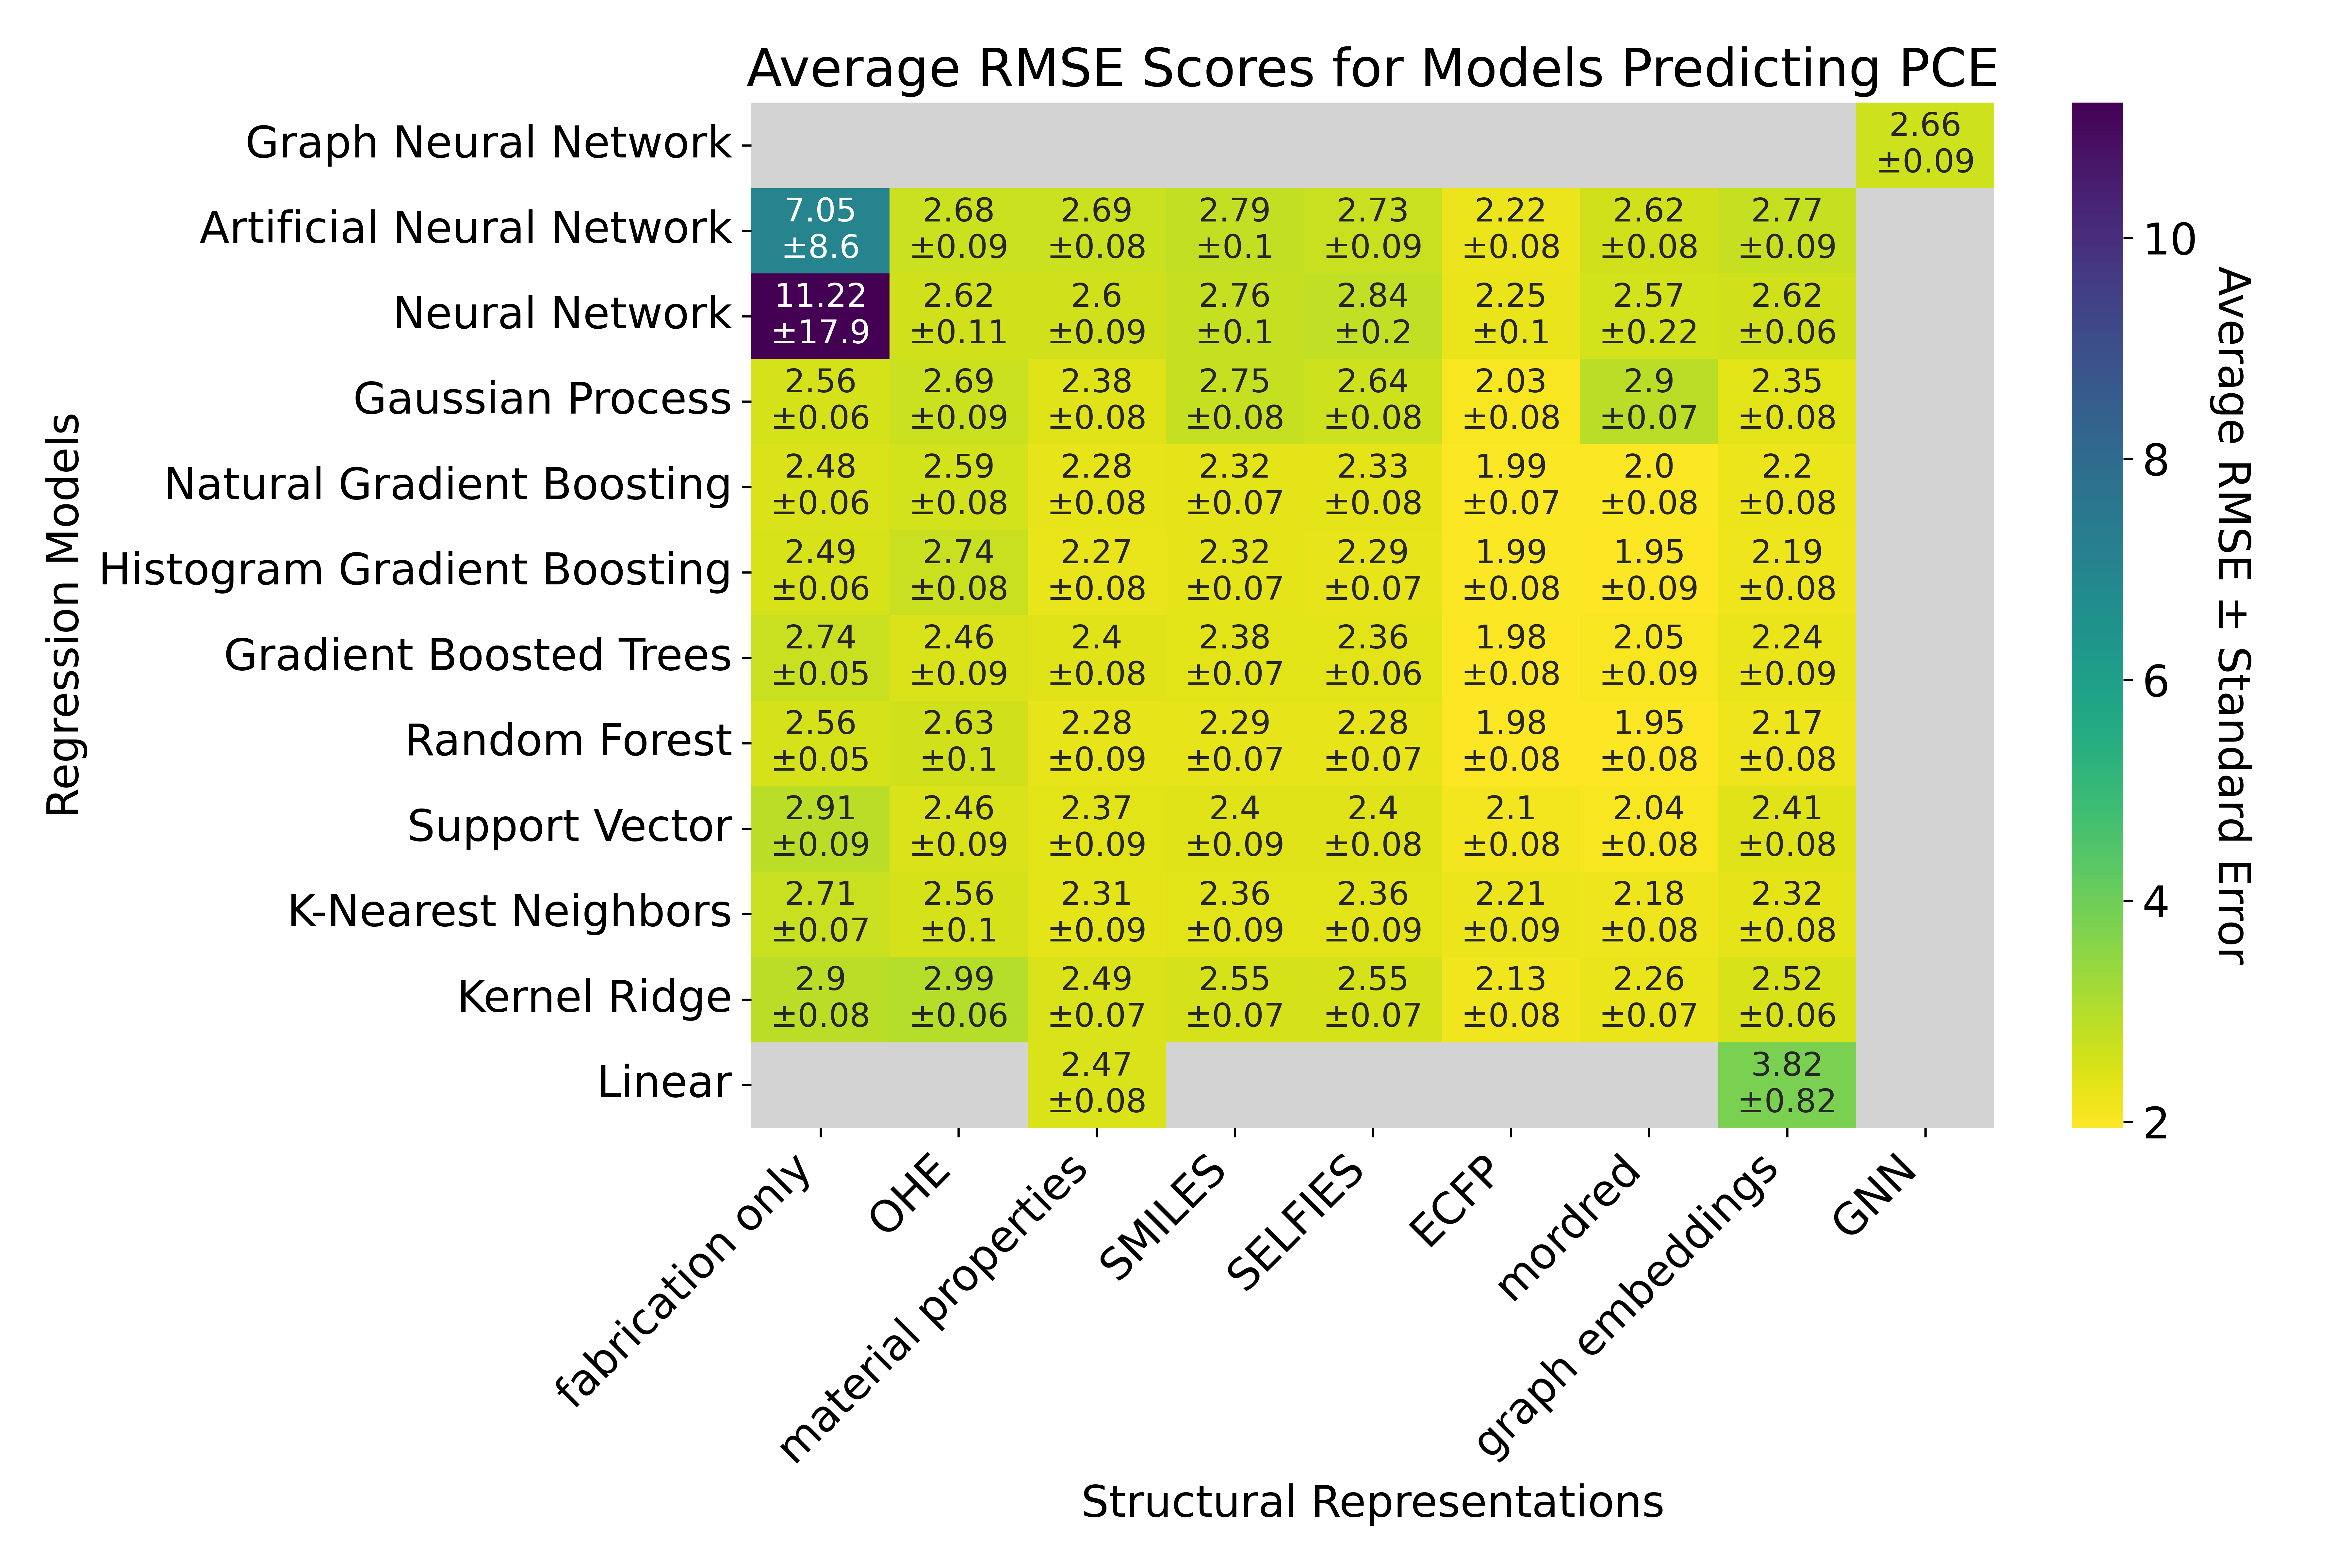 Average RMSE Scores for Models Predicting PCE
Regression Models
Graph Neural Network
2.66
±0.09
Artificial Neural Network
7.05 2.68 2.69 2.79 2.73 2.22 2.62 2.77
±8.6 ±0.09 ±0.08 ±0.1 ±0.09 ±0.08 ±0.08 ±0.09
Neural Network
11.22 2.62 2.6 2.76 2.84 2.25 2.57 2.62
±17.9 ±0.11 ±0.09 ±0.1 ±0.2 ±0.1 ±0.22 ±0.06
Gaussian Process
2.56 2.69 2.38 2.75 2.64 2.03 2.9 2.35
±0.06 ±0.09 ±0.08 ±0.08 ±0.08 ±0.08 ±0.07 ±0.08
Natural Gradient Boosting
2.48 2.59 2.28 2.32 2.33 1.99 2.0 2.2
±0.06 ±0.08 ±0.08 ±0.07 ±0.08 ±0.07 ±0.08 ±0.08
Histogram Gradient Boosting
2.49 2.74 2.27 2.32 2.29 1.99 1.95 2.19
±0.06 ±0.08 ±0.08 ±0.07 ±0.07 ±0.08 ±0.09 ±0.08
Gradient Boosted Trees
2.74 2.46 2.4 2.38 2.36 1.98 2.05 2.24
±0.05 ±0.09 ±0.08 ±0.07 ±0.06 ±0.08 ±0.09 ±0.09
Random Forest
2.56 2.63 2.28 2.29 2.28 1.98 1.95 2.17
±0.05 ±0.1 ±0.09 ±0.07 ±0.07 ±0.08 ±0.08 ±0.08
Support Vector
2.91 2.46 2.37 2.4 2.4 2.1 2.04 2.41
±0.09 ±0.09 ±0.09 ±0.09 ±0.08 ±0.08 ±0.08 ±0.08
K-Nearest Neighbors
2.71 2.56 2.31 2.36 2.36 2.21 2.18 2.32
±0.07 ±0.1 ±0.09 ±0.09 ±0.09 ±0.09 ±0.08 ±0.08
Kernel Ridge
2.9 2.99 2.49 2.55 2.55 2.13 2.26 2.52
±0.08 ±0.06 ±0.07 ±0.07 ±0.07 ±0.08 ±0.07 ±0.06
Linear
2.47 3.82
±0.08 ±0.82
fabrication only
OHE
material properties
SMILES
SELFIES
ECFP
mordred
graph embeddings
GNN
Structural Representations
10
8
6
4
2
Average RMSE ± Standard Error